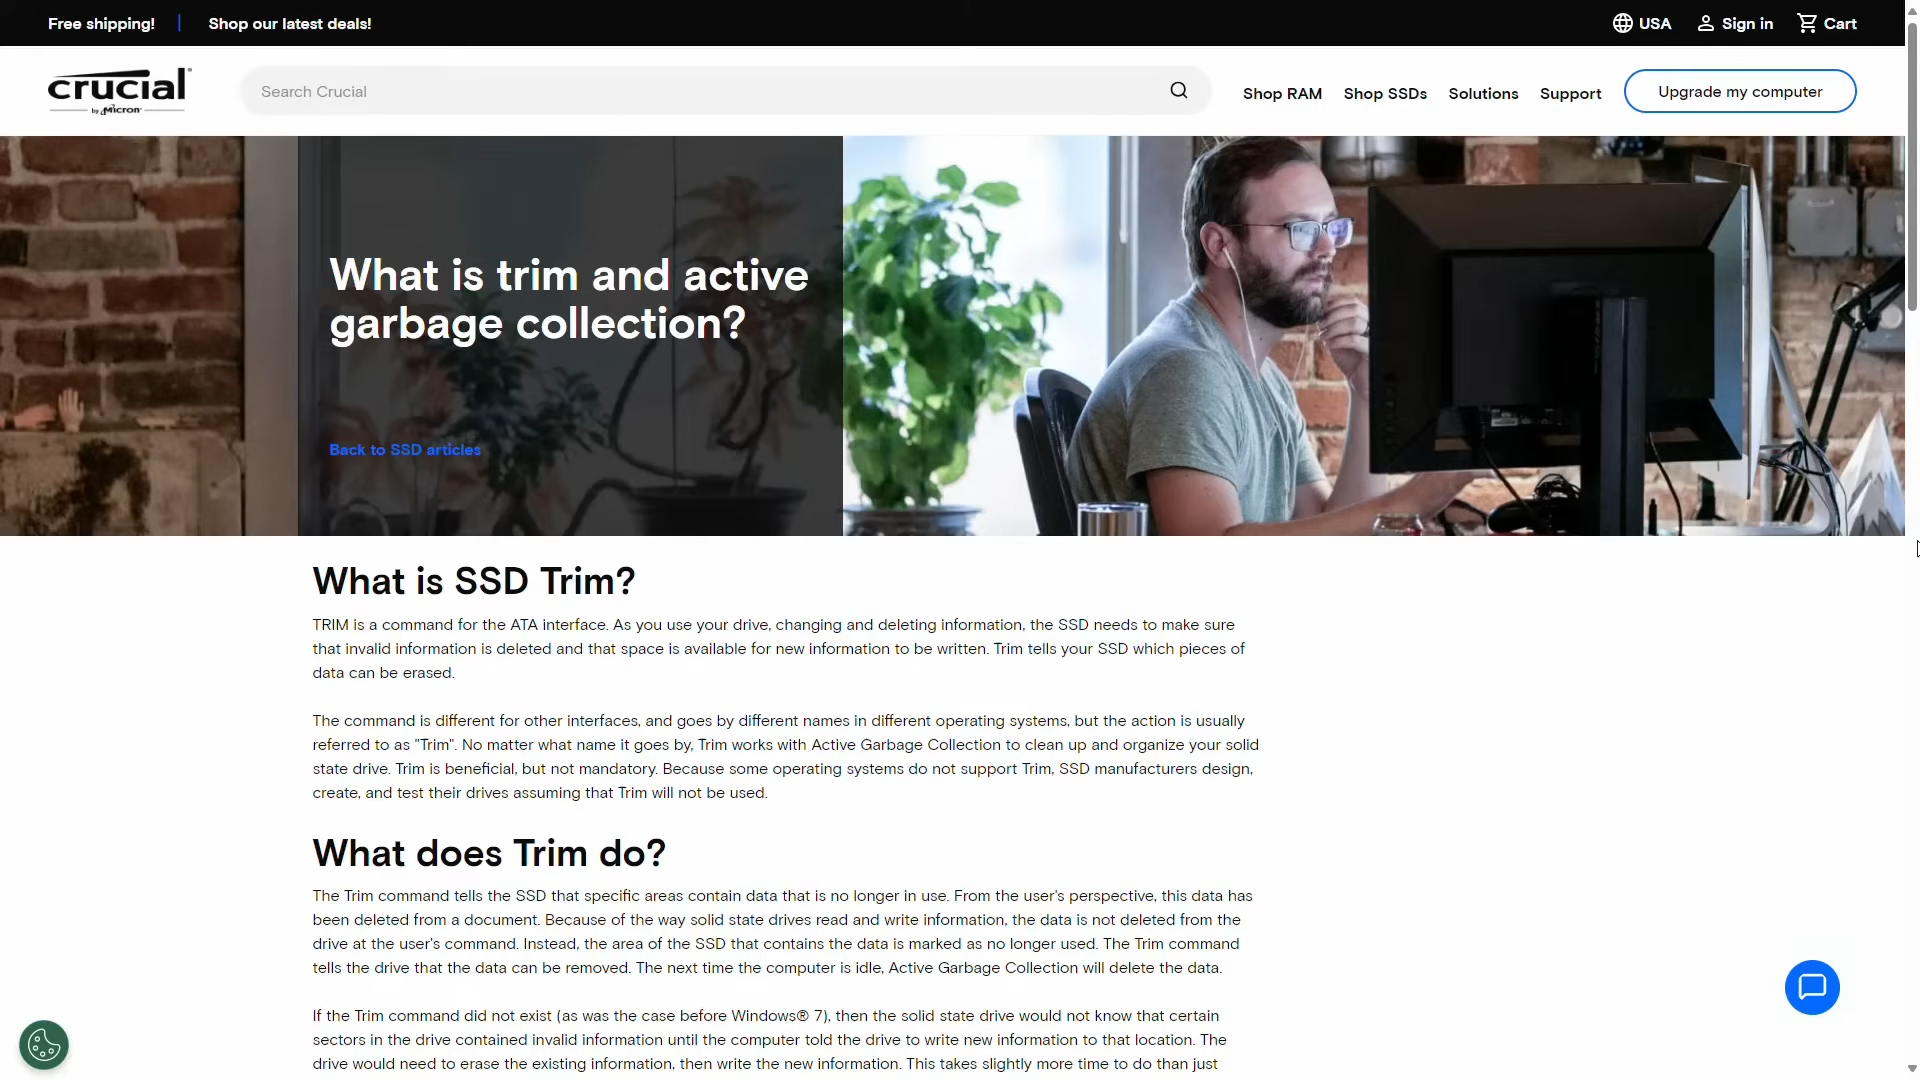 Free shipping!
Shop our latest deals!
USA
Sign in
Cart
crucial
by Micron
Search Crucial
Shop RAM
Shop SSDs
Solutions
Support
Upgrade my computer
What is trim and active
garbage collection?
Back to SSD articles
What is SSD Trim?
TRIM is a command for the ATA interface. As you use your drive, changing and deleting information, the SSD needs to make sure
that invalid information is deleted and that space is available for new information to be written. Trim tells your SSD which pieces of
data can be erased.
The command is different for other interfaces, and goes by different names in different operating systems, but the action is usually
referred to as "Trim". No matter what name it goes by, Trim works with Active Garbage Collection to clean up and organize your solid
state drive. Trim is beneficial, but not mandatory. Because some operating systems do not support Trim, SSD manufacturers design,
create, and test their drives assuming that Trim will not be used.
What does Trim do?
The Trim command tells the SSD that specific areas contain data that is no longer in use. From the user's perspective, this data has
been deleted from a document. Because of the way solid state drives read and write information, the data is not deleted from the
drive at the user's command. Instead, the area of the SSD that contains the data is marked as no longer used. The Trim command
tells the drive that the data can be removed. The next time the computer is idle, Active Garbage Collection will delete the data.
If the Trim command did not exist (as was the case before Windows® 7), then the solid state drive would not know that certain
sectors in the drive contained invalid information until the computer told the drive to write new information to that location. The
drive would need to erase the existing information, then write the new information. This takes slightly more time to do than just